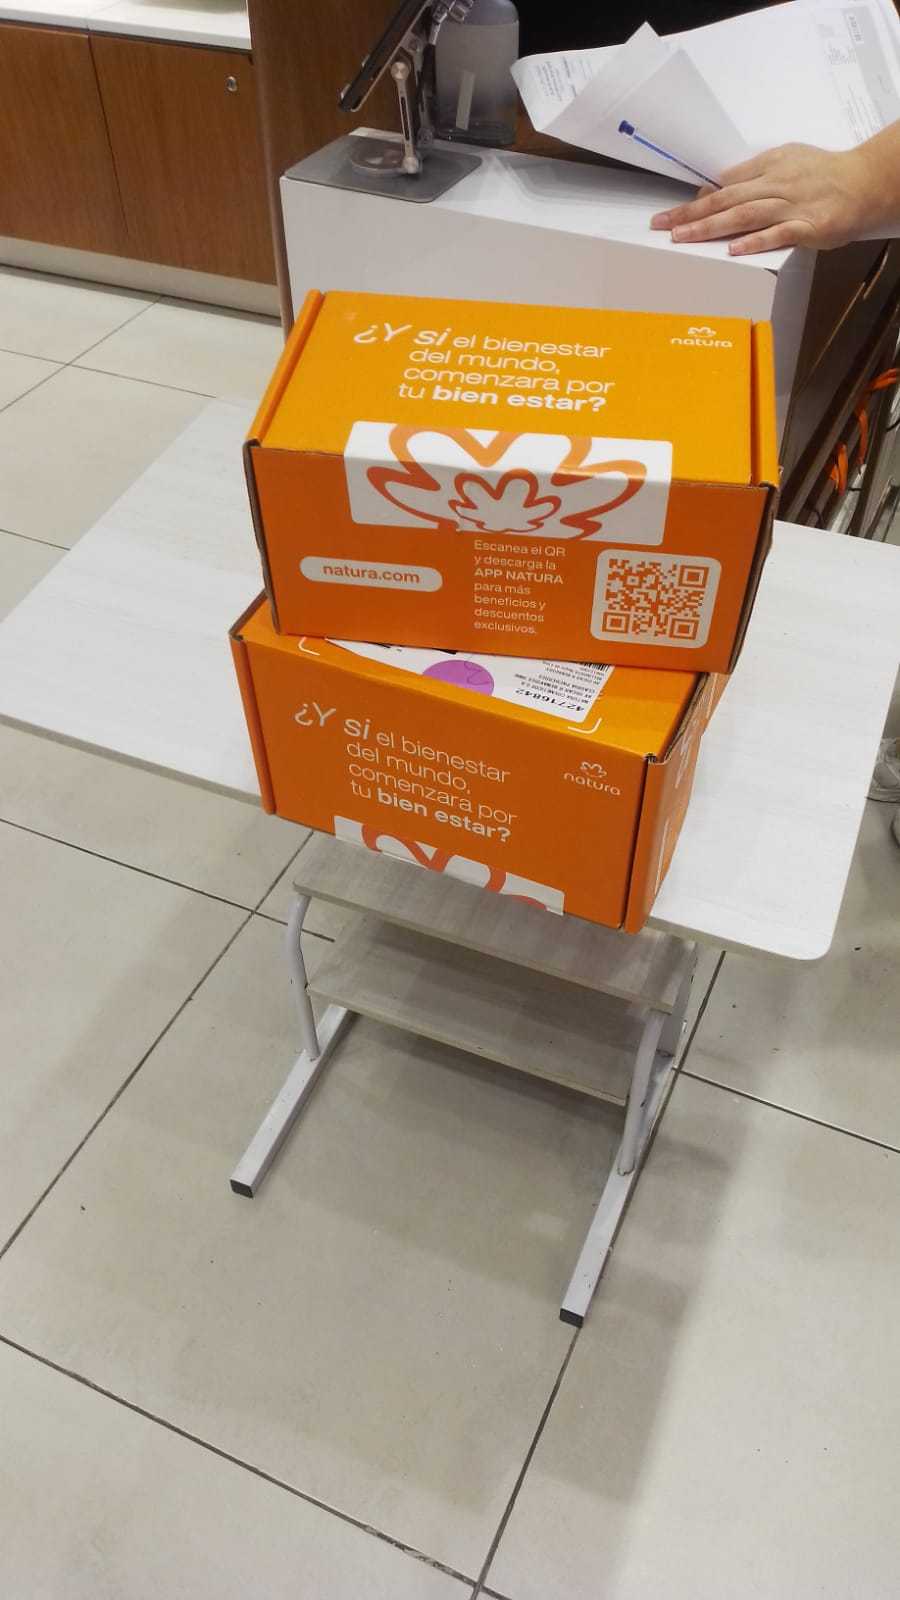 ¿Y si el bienestar
del mundo,
comenzara por
tu bien estar?
natura
natura.com
Escanea el QR
y descarga la
APP NATURA
para más
beneficios y
descuentos
exclusivos.
42716842
¿Y si el bienestar
del mundo,
comenzara por
tu bien estar?
natura